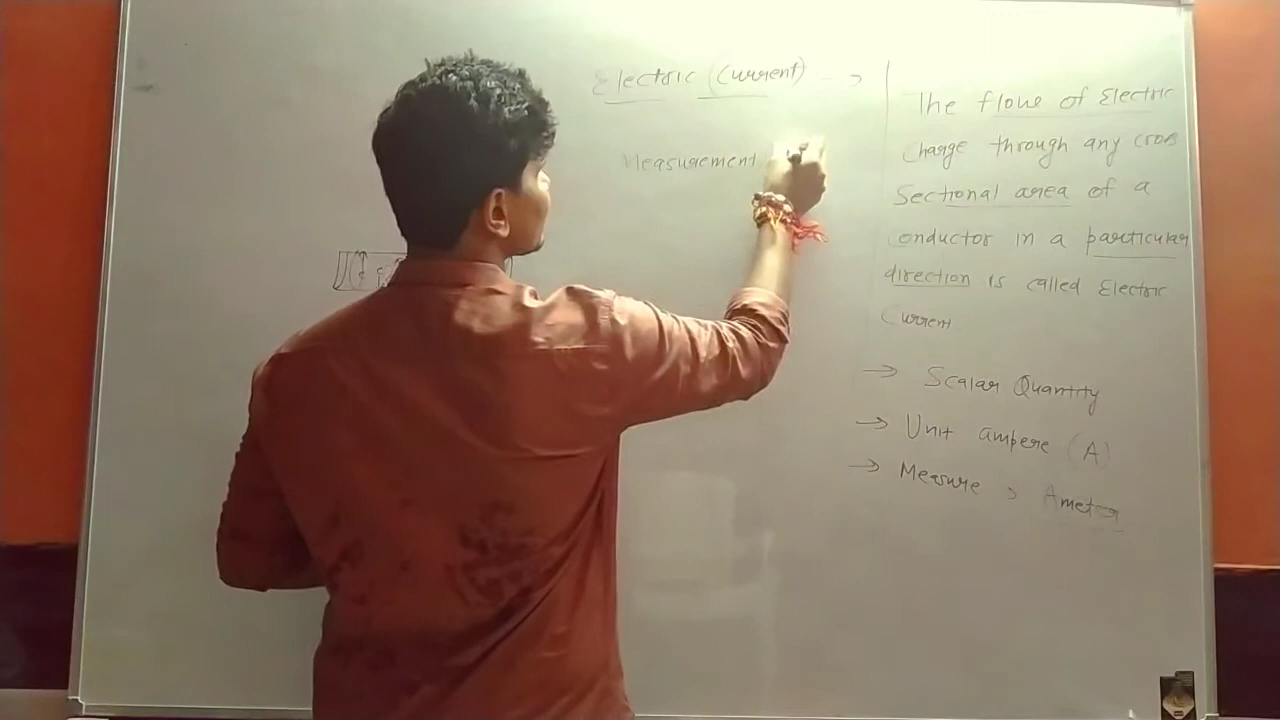 Electric (Current) →
Measurement
The flowe of Electric
Charge through any cross
Sectional area of a
Conductor in a particular
direction is called Electric
Current
→ Scalar Quantity
→ Unit ampere (A)
→ Measure → Ameter